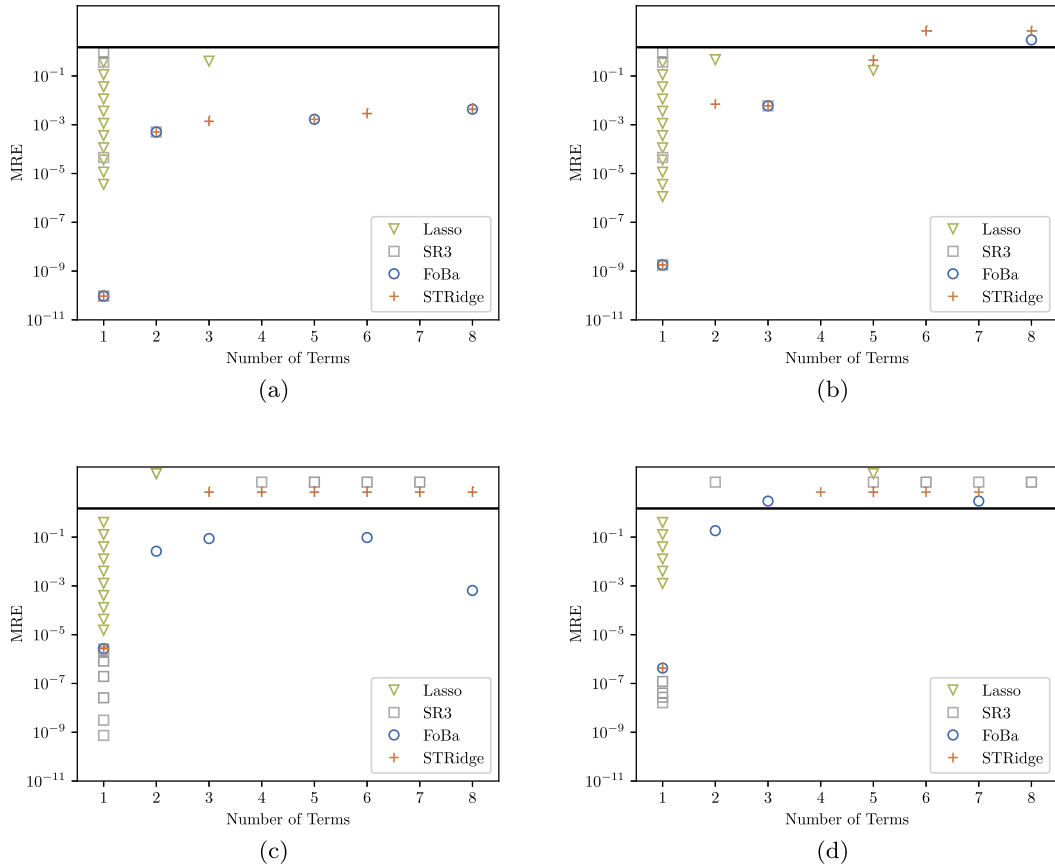 10⁻¹
10⁻³
10⁻⁵
10⁻⁷
10⁻⁹
10⁻¹¹
MRE
1 2 3 4 5 6 7 8
Number of Terms
Lasso
SR3
FoBa
STRidge
(a)
10⁻¹
10⁻³
10⁻⁵
10⁻⁷
10⁻⁹
10⁻¹¹
MRE
1 2 3 4 5 6 7 8
Number of Terms
Lasso
SR3
FoBa
STRidge
(b)
10⁻¹
10⁻³
10⁻⁵
10⁻⁷
10⁻⁹
10⁻¹¹
MRE
1 2 3 4 5 6 7 8
Number of Terms
Lasso
SR3
FoBa
STRidge
(c)
10⁻¹
10⁻³
10⁻⁵
10⁻⁷
10⁻⁹
10⁻¹¹
MRE
1 2 3 4 5 6 7 8
Number of Terms
Lasso
SR3
FoBa
STRidge
(d)